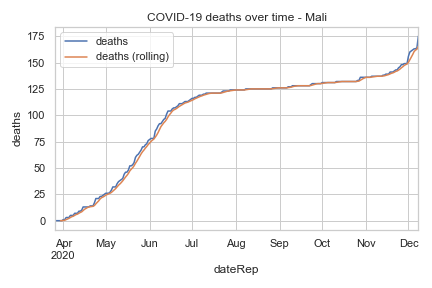 COVID-19 deaths over time - Mali
deaths
deaths (rolling)
175
150
125
100
75
50
25
0
deaths
Apr May Jun Jul Aug Sep Oct Nov Dec
2020
dateRep